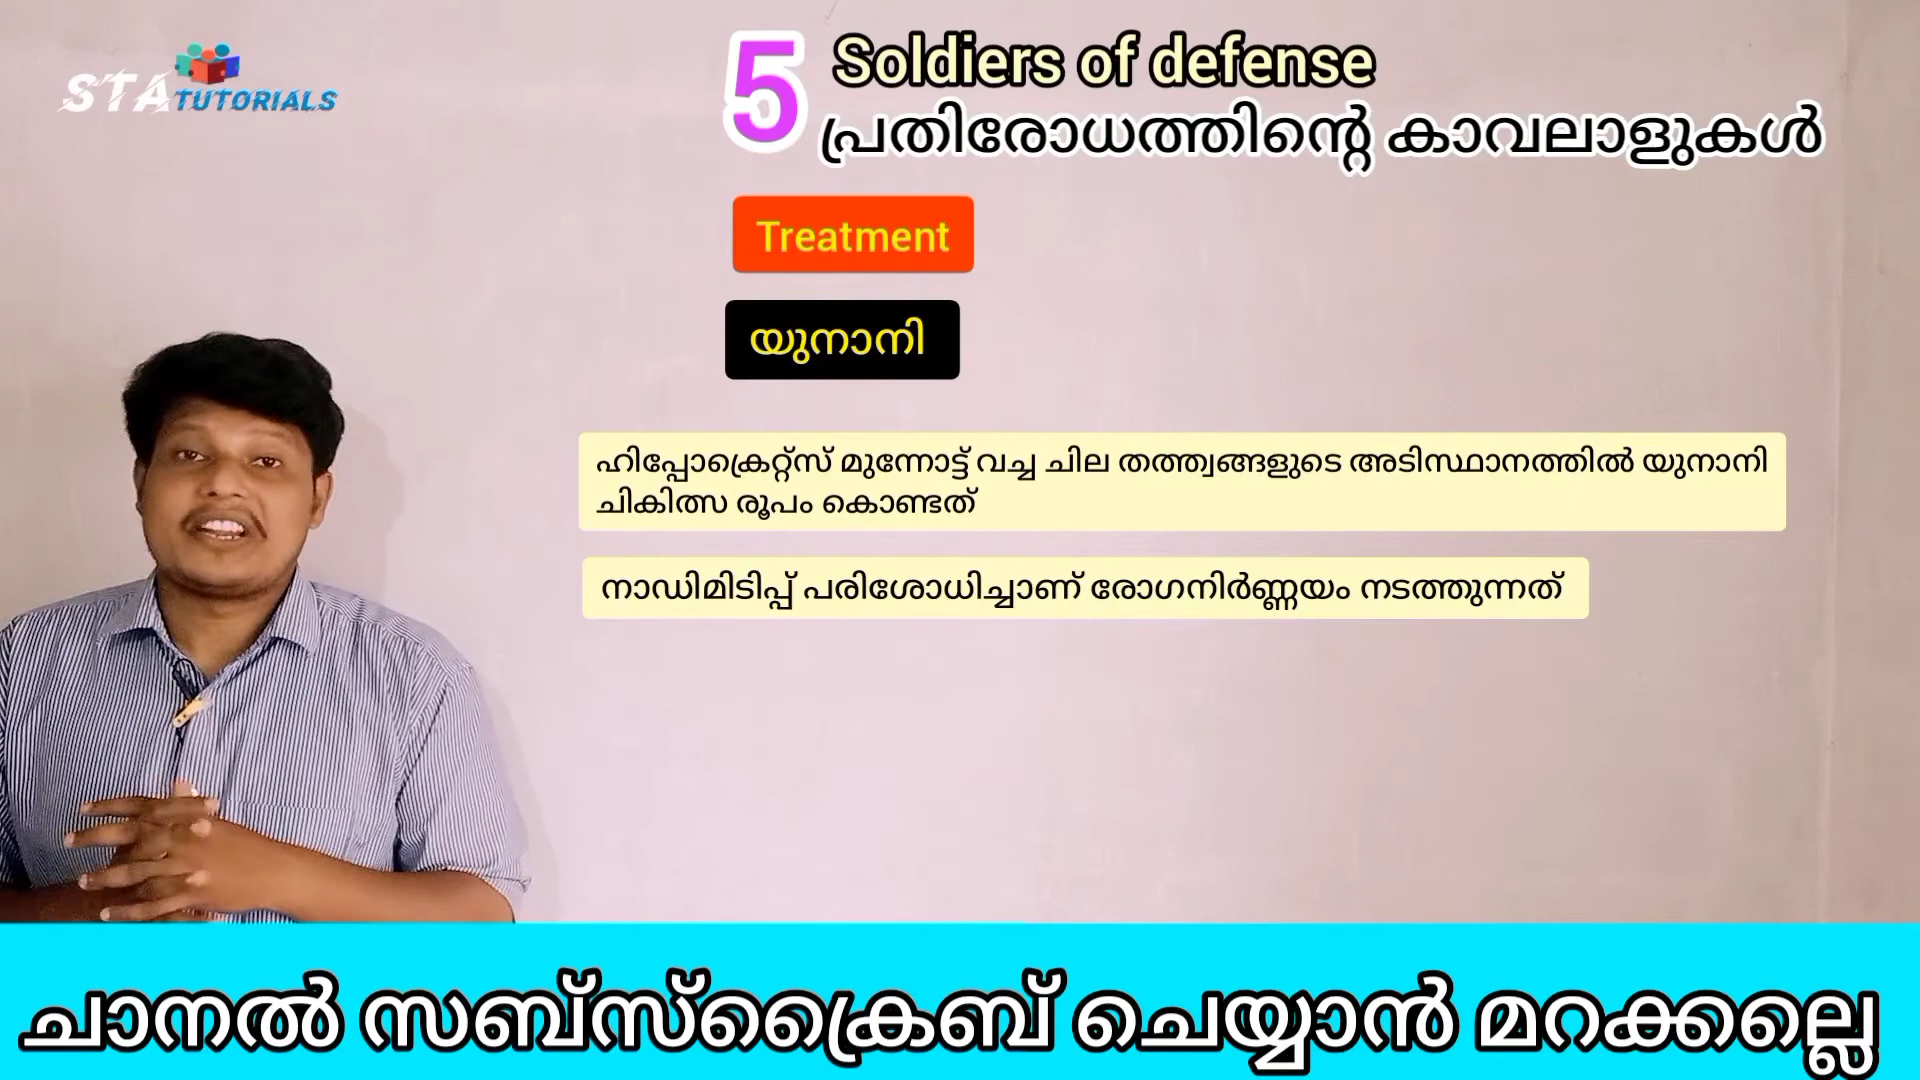 STA TUTORIALS
5 Soldiers of defense
പ്രതിരോധത്തിന്റെ കാവലാളുകൾ
Treatment
യുനാനി
ഹിപ്പോക്രെറ്റ്സ് മുന്നോട്ട് വച്ച ചില തത്ത്വങ്ങളുടെ അടിസ്ഥാനത്തിൽ യുനാനി
ചികിത്സ രൂപം കൊണ്ടത്
നാഡിമിടിപ്പ് പരിശോധിച്ചാണ് രോഗനിർണ്ണയം നടത്തുന്നത്
ചാനൽ സബ്സ്ക്രൈബ് ചെയ്യാൻ മറക്കല്ലെ